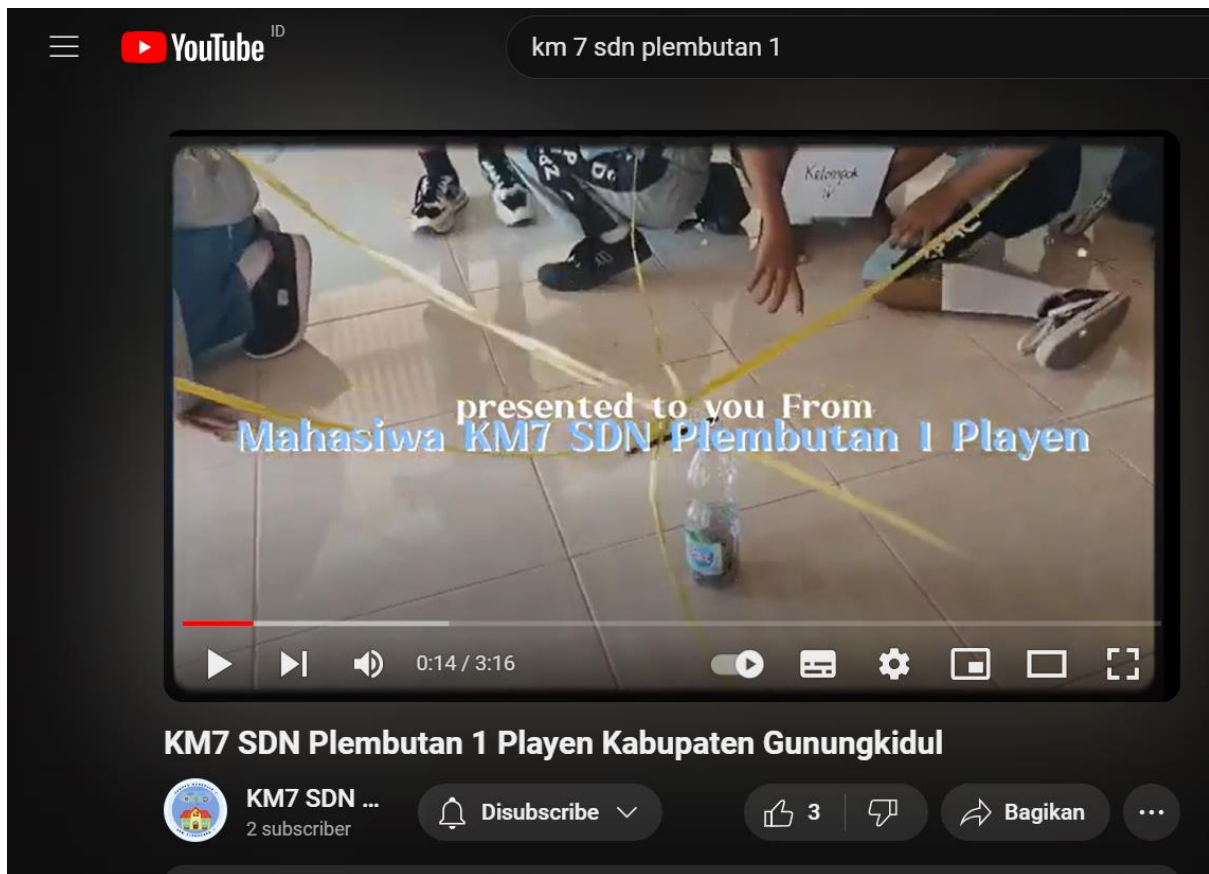 YouTube ID
km 7 sdn plembutan 1
Kelompok
IV
presented to you From
Mahasiwa KM7 SDN Plembutan 1 Playen
0:14 / 3:16
KM7 SDN Plembutan 1 Playen Kabupaten Gunungkidul
KM7 SDN ...
2 subscriber
Disubscribe
3
Bagikan